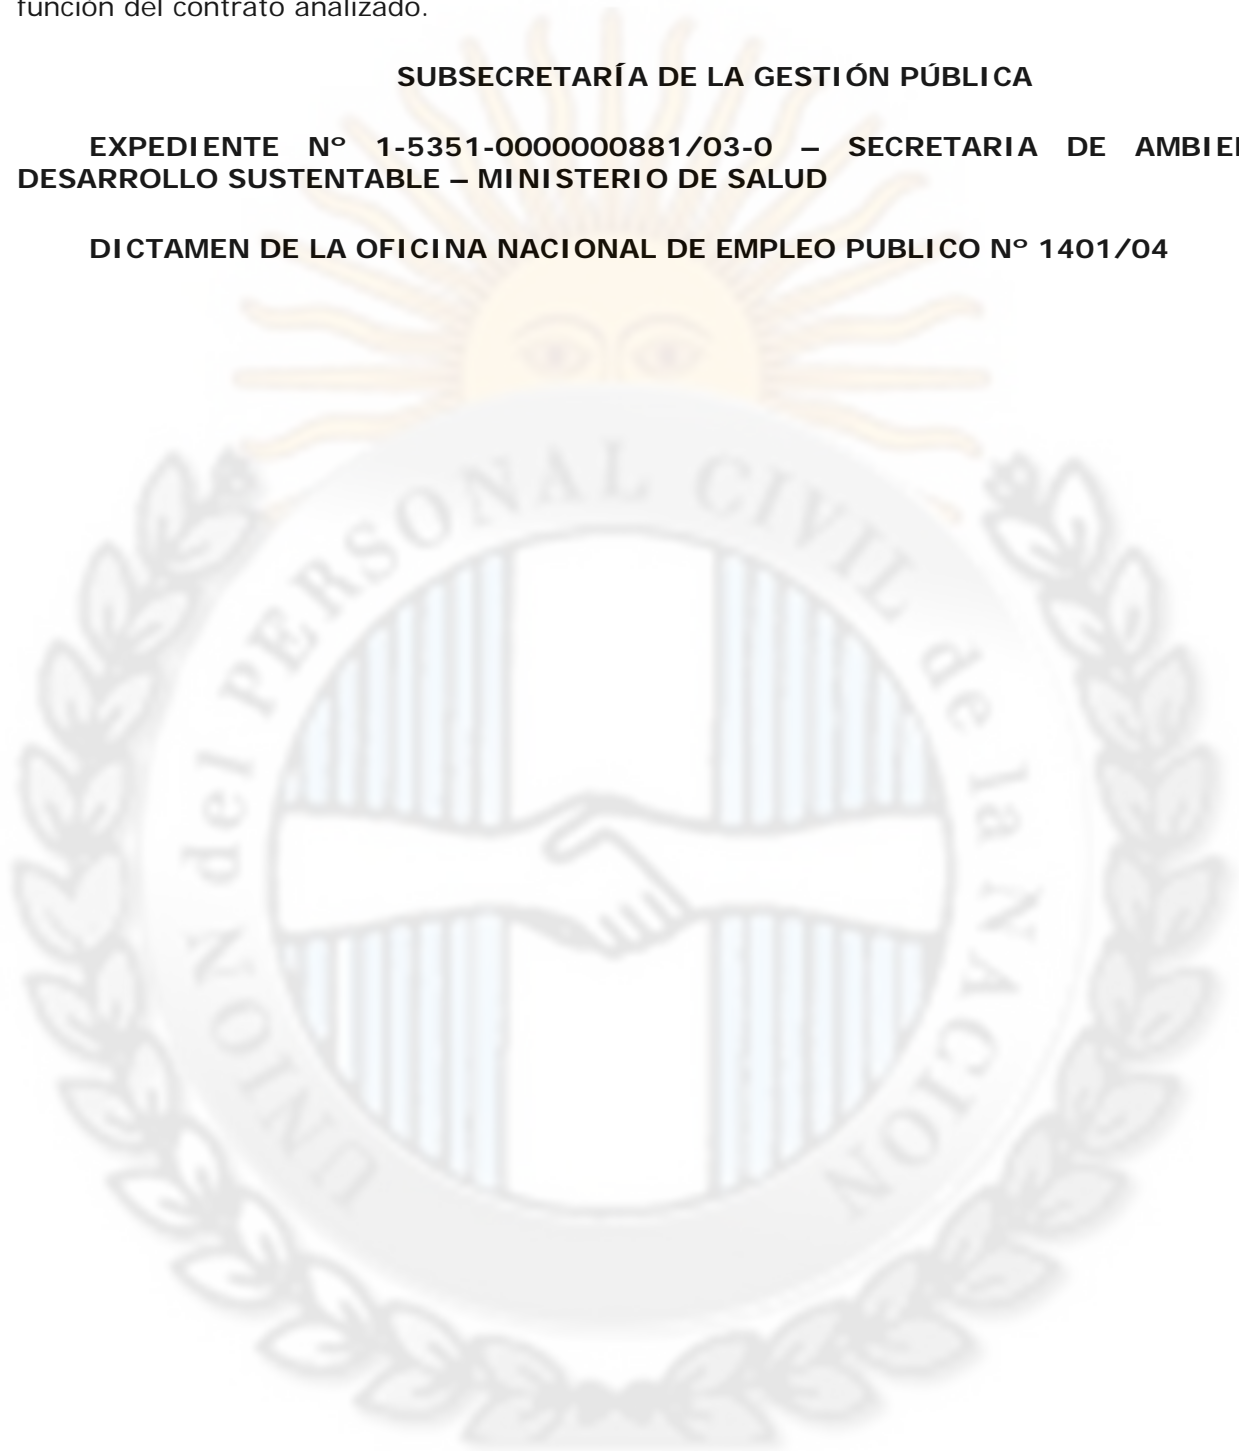 función del contrato analizado.
SUBSECRETARÍA DE LA GESTIÓN PÚBLICA
EXPEDIENTE Nº 1-5351-0000000881/03-0 – SECRETARIA DE AMBIE
DESARROLLO SUSTENTABLE – MINISTERIO DE SALUD
DICTAMEN DE LA OFICINA NACIONAL DE EMPLEO PUBLICO Nº 1401/04
UNION del PERSONAL CIVIL de la NACION